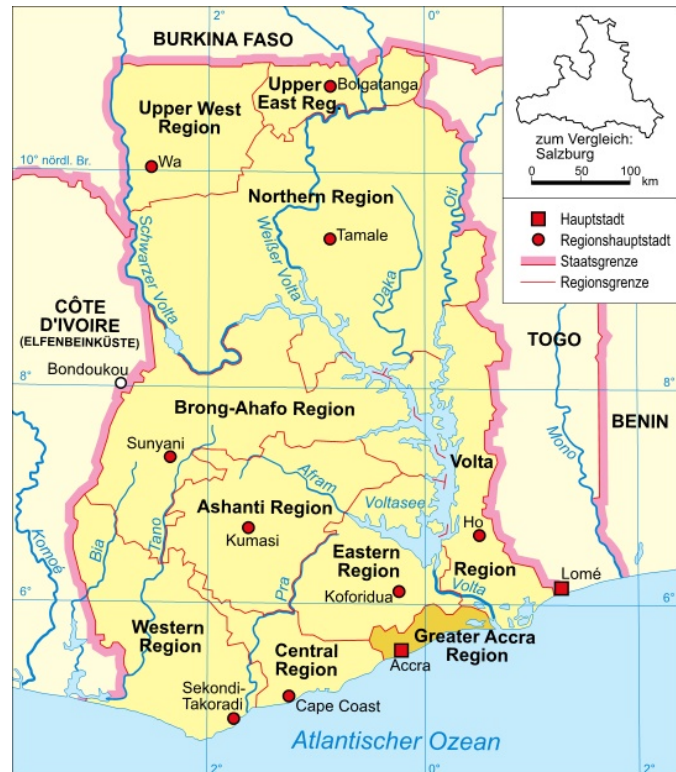 2°
0°
BURKINA FASO
Upper
East Reg.
Bolgatanga
Upper West
Region
zum Vergleich:
Salzburg
0 50 100
km
10° nördl. Br.
Wa
Northern Region
Oti
Hauptstadt
Regionshauptstadt
Staatsgrenze
Regionsgrenze
Schwarzer Volta
Weißer Volta
Tamale
Daka
CÔTE
D'IVOIRE
(ELFENBEINKÜSTE)
TOGO
Bondoukou
8°
8°
Brong-Ahafo Region
BENIN
Mono
Sunyani
Volta
Afram
Ashanti Region
Voltasee
Kumasi
Ho
Komoé
Bia
Tano
Pra
Eastern
Region
Region
Lomé
Koforidua
Volta
6°
6°
Western
Region
Central
Region
Greater Accra
Region
Accra
Sekondi-
Takoradi
Cape Coast
Atlantischer Ozean
2°
0°
2°